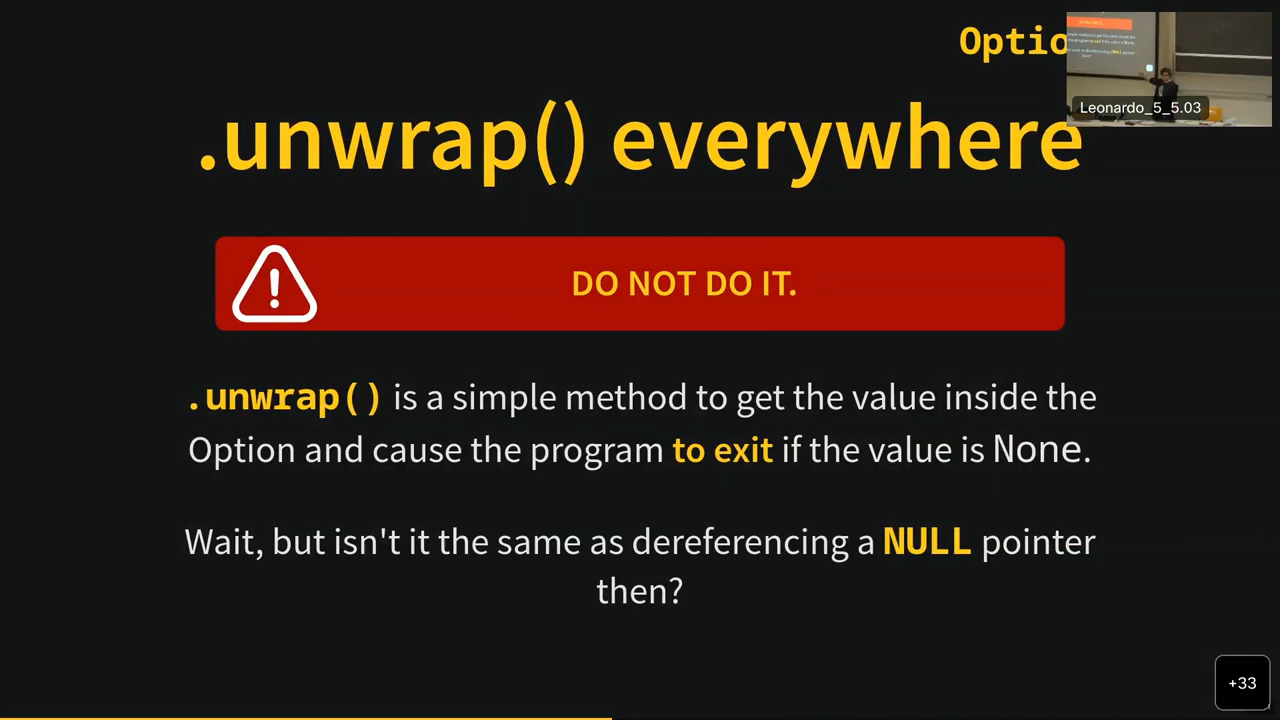 Optio
.unwrap() everywhere
Leonardo_5_5.03
DO NOT DO IT.
.unwrap() is a simple method to get the value inside the
Option and cause the program to exit if the value is None.
Wait, but isn't it the same as dereferencing a NULL pointer
then?
+33